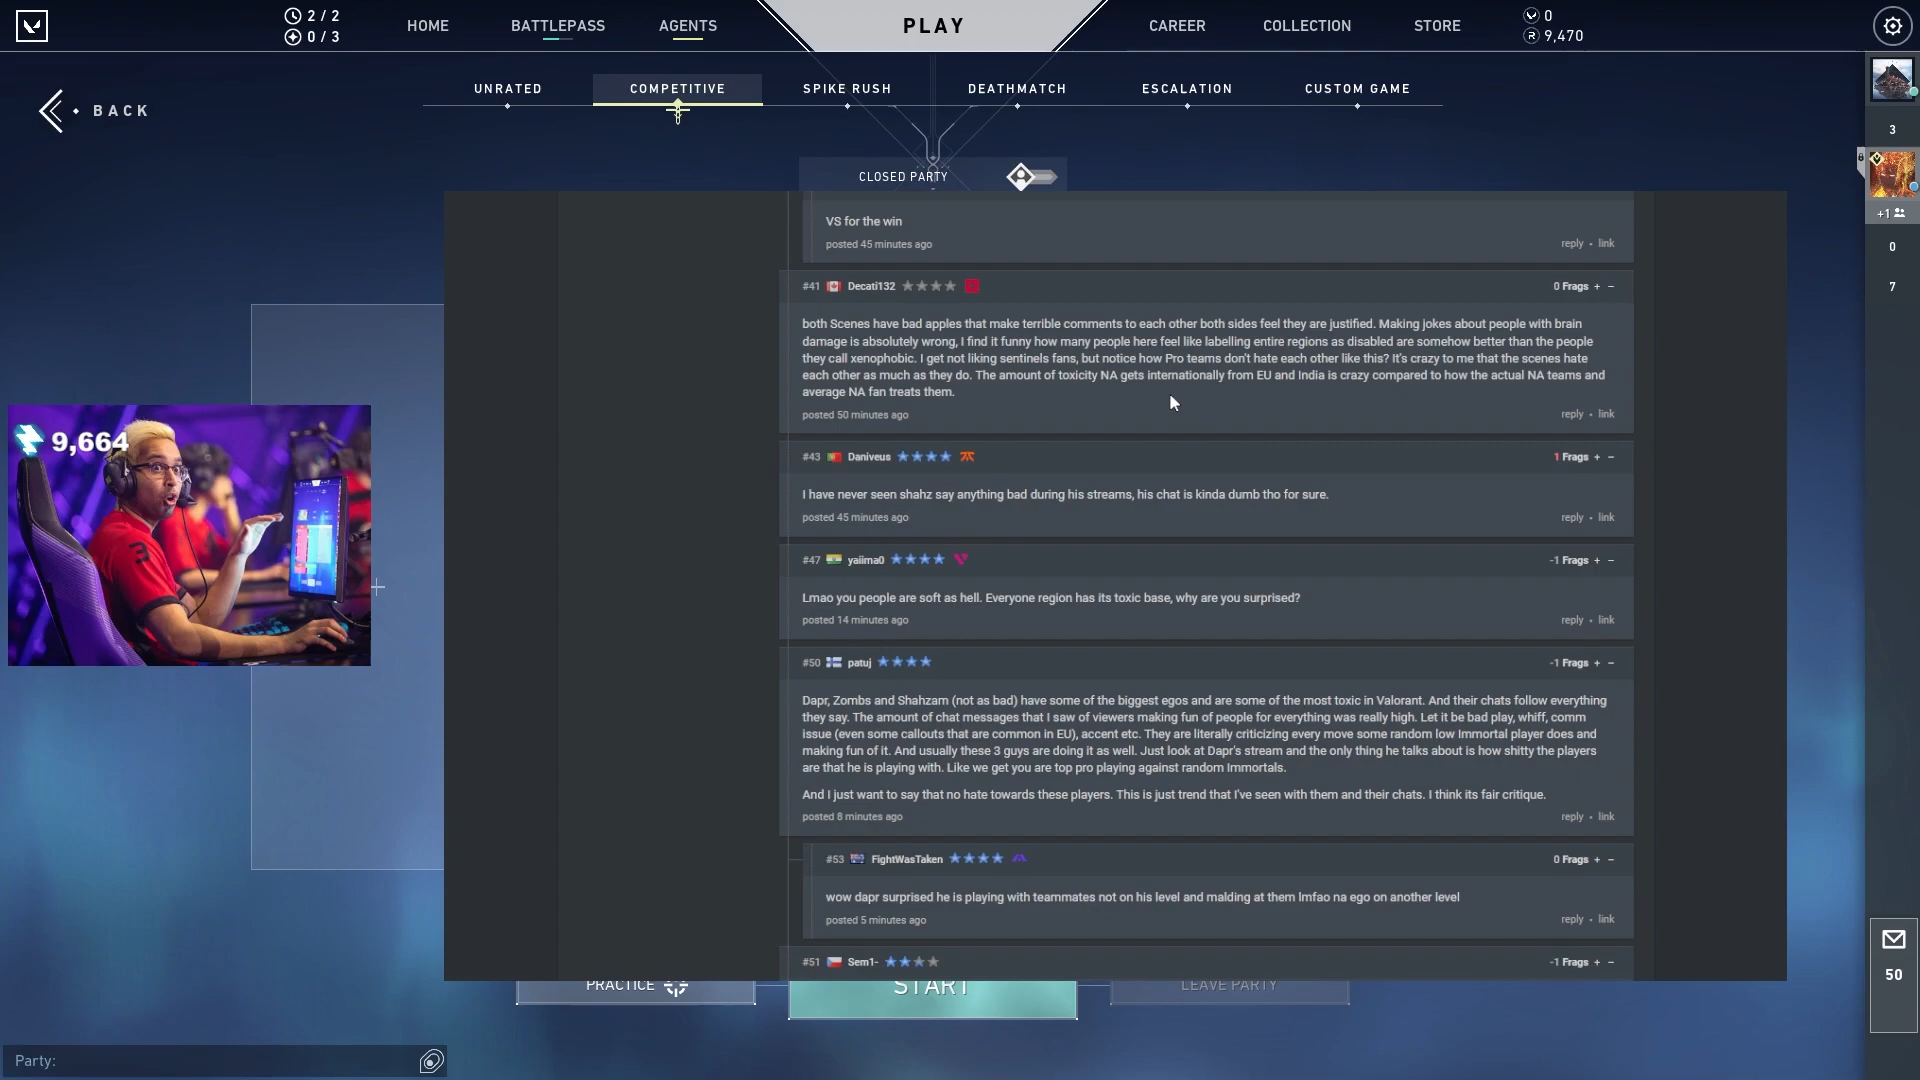 2 / 2
0 / 3
HOME
BATTLEPASS
AGENTS
PLAY
CAREER
COLLECTION
STORE
0
9,470
BACK
UNRATED
COMPETITIVE
SPIKE RUSH
DEATHMATCH
ESCALATION
CUSTOM GAME
CLOSED PARTY
3
+1
0
7
50
9,664
3
VS for the win
posted 45 minutes ago
reply • link
#41 Decati132 0 Frags + −
both Scenes have bad apples that make terrible comments to each other both sides feel they are justified. Making jokes about people with brain
damage is absolutely wrong, I find it funny how many people here feel like labelling entire regions as disabled are somehow better than the people
they call xenophobic. I get not liking sentinels fans, but notice how Pro teams don't hate each other like this? It's crazy to me that the scenes hate
each other as much as they do. The amount of toxicity NA gets internationally from EU and India is crazy compared to how the actual NA teams and
average NA fan treats them.
posted 50 minutes ago
reply • link
#43 Daniveus 1 Frags + −
I have never seen shahz say anything bad during his streams, his chat is kinda dumb tho for sure.
posted 45 minutes ago
reply • link
#47 yaiima0 -1 Frags + −
Lmao you people are soft as hell. Everyone region has its toxic base, why are you surprised?
posted 14 minutes ago
reply • link
#50 patuj -1 Frags + −
Dapr, Zombs and Shahzam (not as bad) have some of the biggest egos and are some of the most toxic in Valorant. And their chats follow everything
they say. The amount of chat messages that I saw of viewers making fun of people for everything was really high. Let it be bad play, whiff, comm
issue (even some callouts that are common in EU), accent etc. They are literally criticizing every move some random low Immortal player does and
making fun of it. And usually these 3 guys are doing it as well. Just look at Dapr's stream and the only thing he talks about is how shitty the players
are that he is playing with. Like we get you are top pro playing against random Immortals.
And I just want to say that no hate towards these players. This is just trend that I've seen with them and their chats. I think its fair critique.
posted 8 minutes ago
reply • link
#53 FightWasTaken 0 Frags + −
wow dapr surprised he is playing with teammates not on his level and malding at them lmfao na ego on another level
posted 5 minutes ago
reply • link
#51 Sem1- -1 Frags + −
PRACTICE
START
LEAVE PARTY
Party: